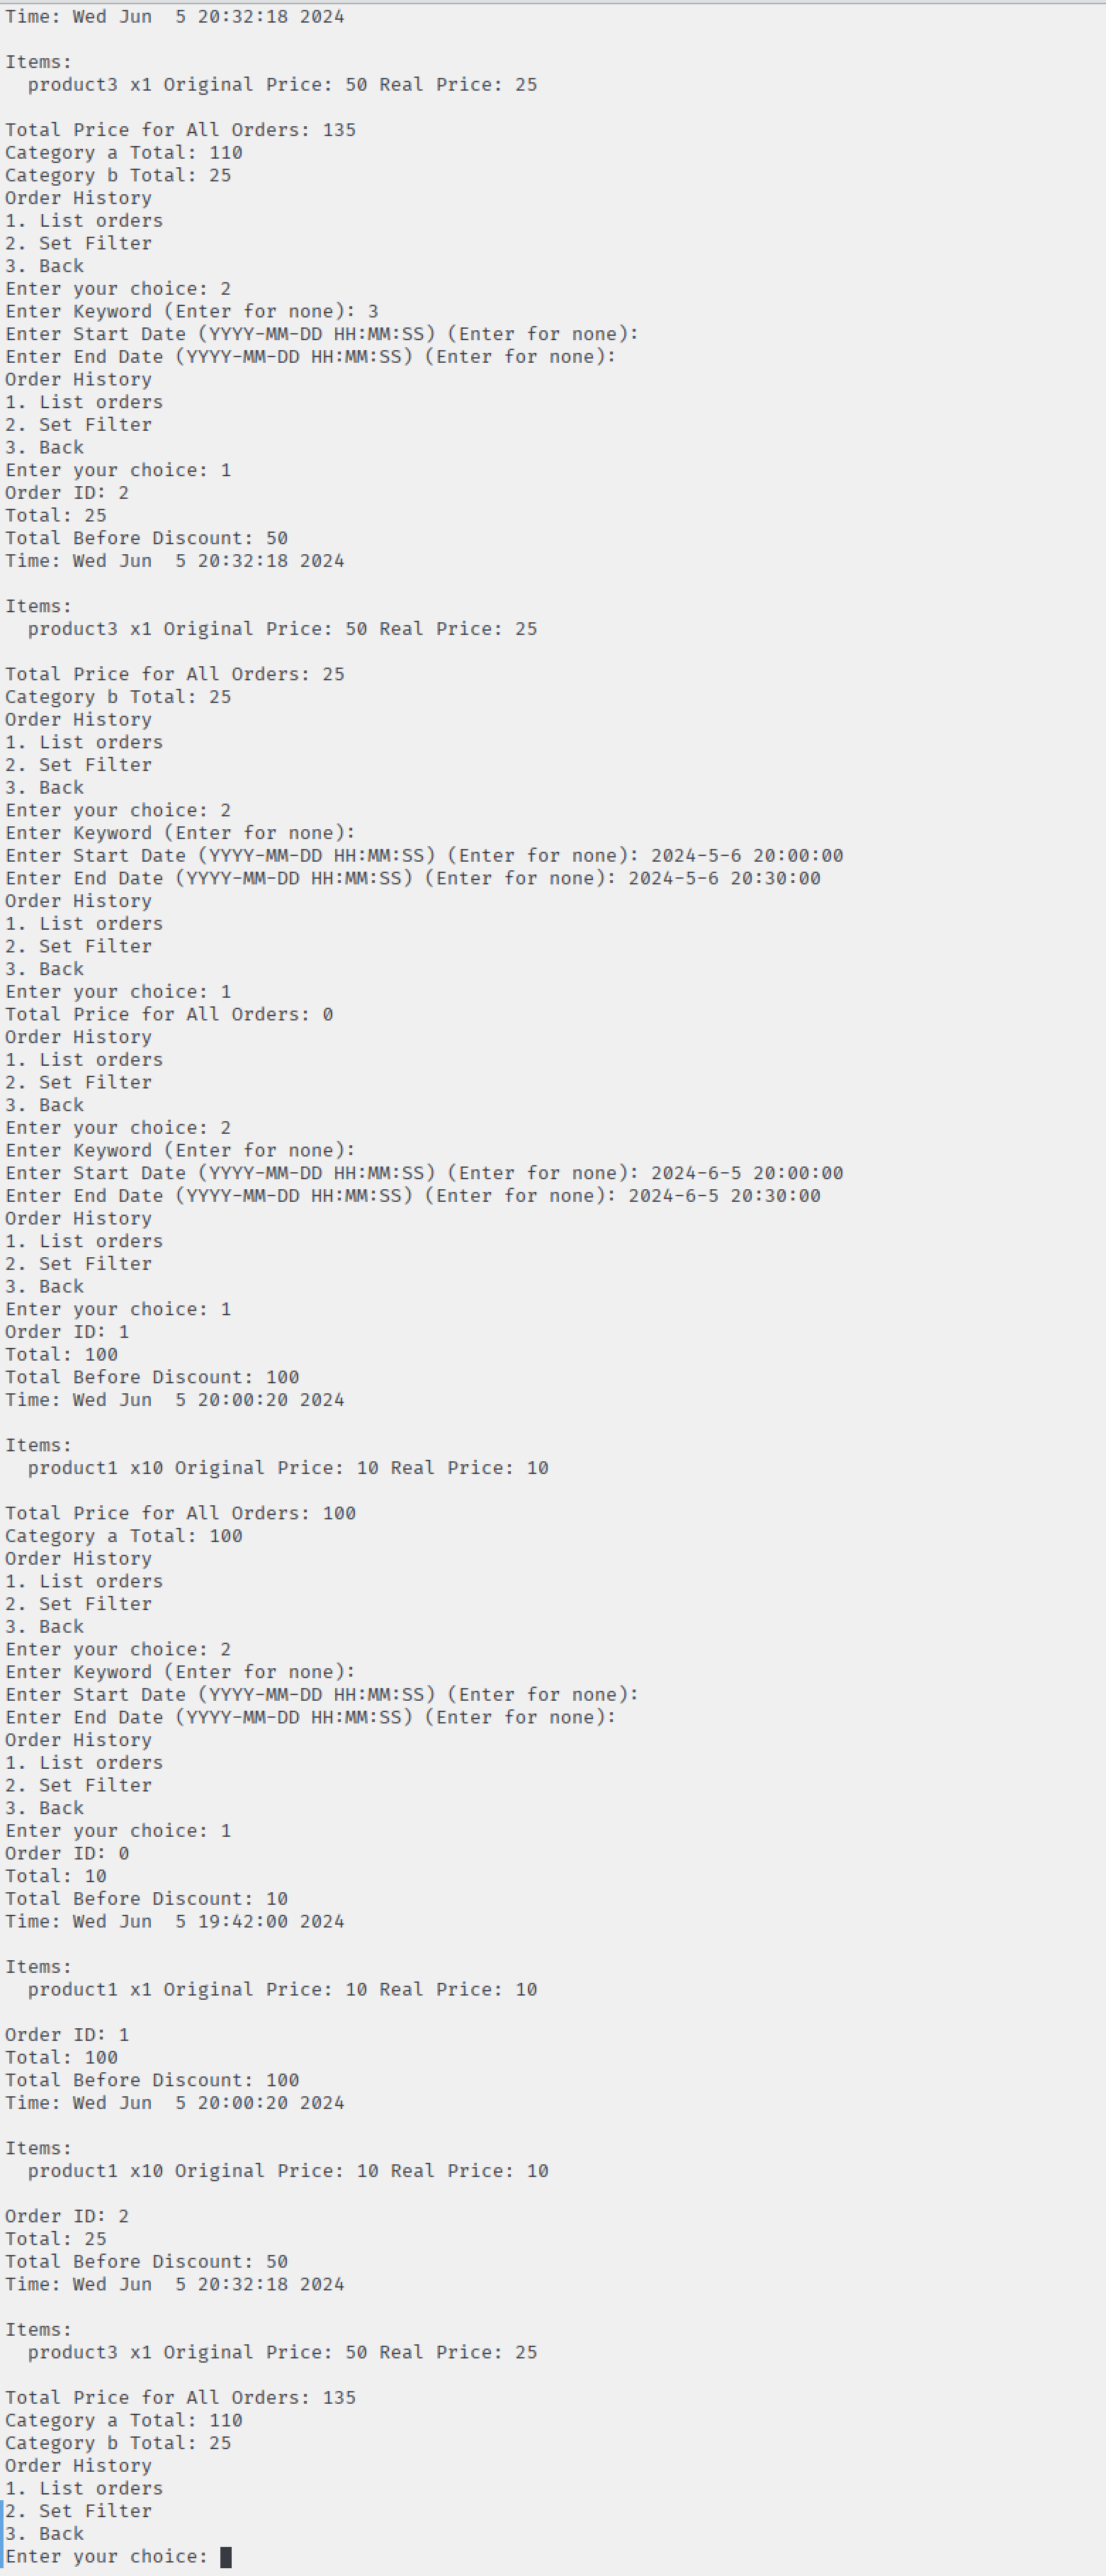 Time: Wed Jun  5 20:32:18 2024

Items:
  product3 x1 Original Price: 50 Real Price: 25

Total Price for All Orders: 135
Category a Total: 110
Category b Total: 25
Order History
1. List orders
2. Set Filter
3. Back
Enter your choice: 2
Enter Keyword (Enter for none): 3
Enter Start Date (YYYY-MM-DD HH:MM:SS) (Enter for none):
Enter End Date (YYYY-MM-DD HH:MM:SS) (Enter for none):
Order History
1. List orders
2. Set Filter
3. Back
Enter your choice: 1
Order ID: 2
Total: 25
Total Before Discount: 50
Time: Wed Jun  5 20:32:18 2024

Items:
  product3 x1 Original Price: 50 Real Price: 25

Total Price for All Orders: 25
Category b Total: 25
Order History
1. List orders
2. Set Filter
3. Back
Enter your choice: 2
Enter Keyword (Enter for none):
Enter Start Date (YYYY-MM-DD HH:MM:SS) (Enter for none): 2024-5-6 20:00:00
Enter End Date (YYYY-MM-DD HH:MM:SS) (Enter for none): 2024-5-6 20:30:00
Order History
1. List orders
2. Set Filter
3. Back
Enter your choice: 1
Total Price for All Orders: 0
Order History
1. List orders
2. Set Filter
3. Back
Enter your choice: 2
Enter Keyword (Enter for none):
Enter Start Date (YYYY-MM-DD HH:MM:SS) (Enter for none): 2024-6-5 20:00:00
Enter End Date (YYYY-MM-DD HH:MM:SS) (Enter for none): 2024-6-5 20:30:00
Order History
1. List orders
2. Set Filter
3. Back
Enter your choice: 1
Order ID: 1
Total: 100
Total Before Discount: 100
Time: Wed Jun  5 20:00:20 2024

Items:
  product1 x10 Original Price: 10 Real Price: 10

Total Price for All Orders: 100
Category a Total: 100
Order History
1. List orders
2. Set Filter
3. Back
Enter your choice: 2
Enter Keyword (Enter for none):
Enter Start Date (YYYY-MM-DD HH:MM:SS) (Enter for none):
Enter End Date (YYYY-MM-DD HH:MM:SS) (Enter for none):
Order History
1. List orders
2. Set Filter
3. Back
Enter your choice: 1
Order ID: 0
Total: 10
Total Before Discount: 10
Time: Wed Jun  5 19:42:00 2024

Items:
  product1 x1 Original Price: 10 Real Price: 10

Order ID: 1
Total: 100
Total Before Discount: 100
Time: Wed Jun  5 20:00:20 2024

Items:
  product1 x10 Original Price: 10 Real Price: 10

Order ID: 2
Total: 25
Total Before Discount: 50
Time: Wed Jun  5 20:32:18 2024

Items:
  product3 x1 Original Price: 50 Real Price: 25

Total Price for All Orders: 135
Category a Total: 110
Category b Total: 25
Order History
1. List orders
2. Set Filter
3. Back
Enter your choice: